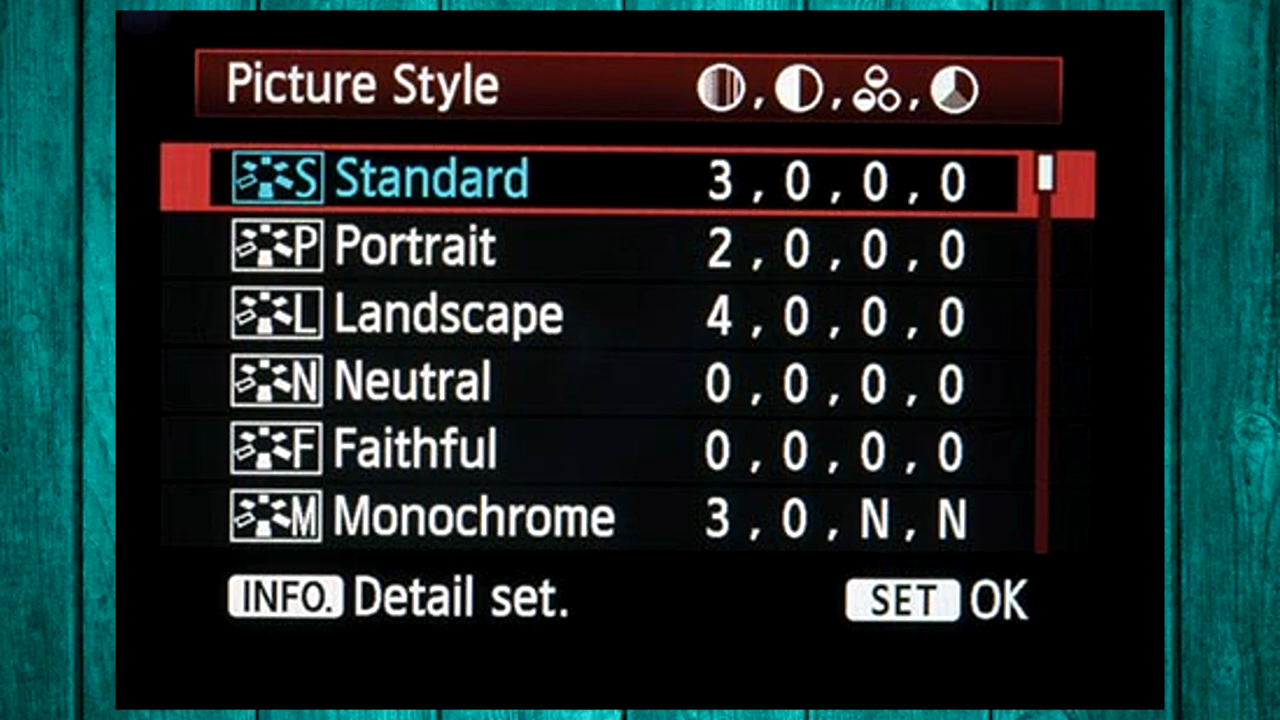 Picture Style , , ,
S Standard 3 , 0 , 0 , 0
P Portrait 2 , 0 , 0 , 0
L Landscape 4 , 0 , 0 , 0
N Neutral 0 , 0 , 0 , 0
F Faithful 0 , 0 , 0 , 0
M Monochrome 3 , 0 , N , N
INFO. Detail set. SET OK